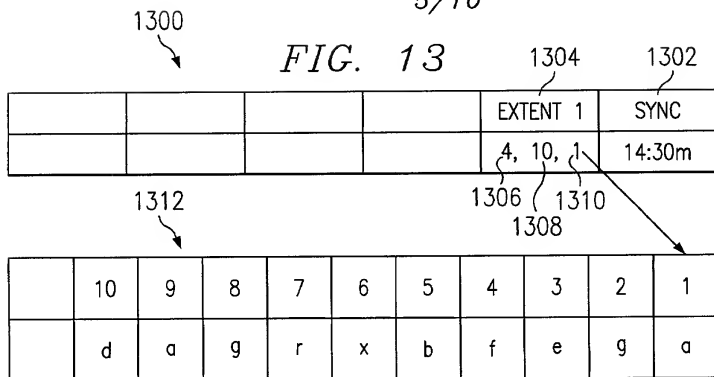 5/10
1300
FIG. 13
1304
1302
EXTENT 1 SYNC
4, 10, 1 14:30m
1306
1308
1310
1312
10 9 8 7 6 5 4 3 2 1
d a g r x b f e g a